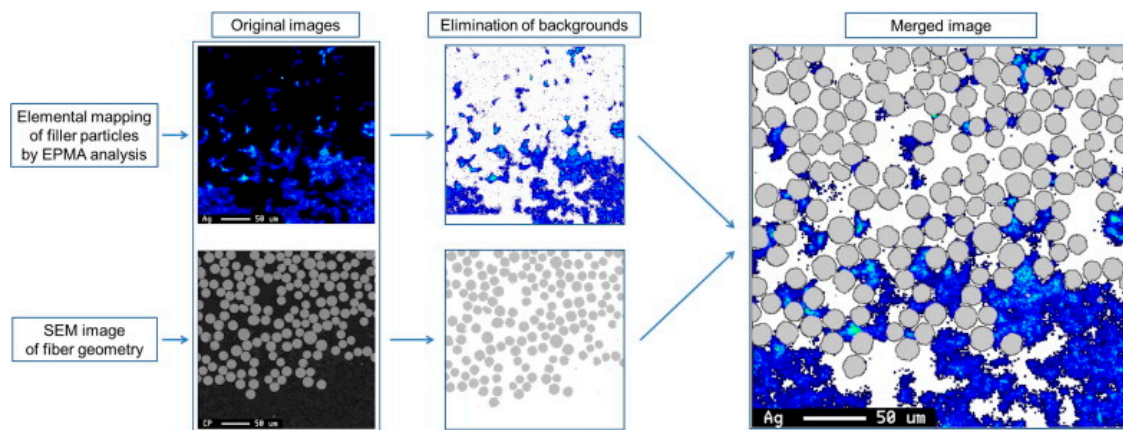 Original images
Elimination of backgrounds
Merged image
Elemental mapping
of filler particles
by EPMA analysis
Ag 50 um
SEM image
of fiber geometry
CP 50 um
Ag 50 um